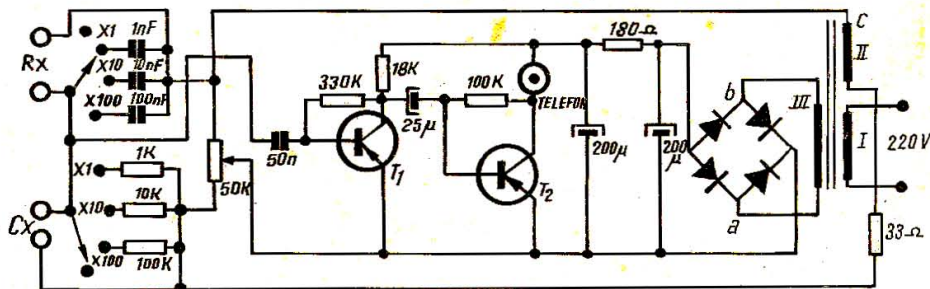 Rx
X1
1nF
X10
10nF
X100
100nF
X1
1K
X10
10K
X100
100K
Cx
50K
50n
330K
18K
T1
25μ
100K
TELEFON
T2
200μ
180Ω
200μ
b
a
III
C
II
I
220V
33Ω